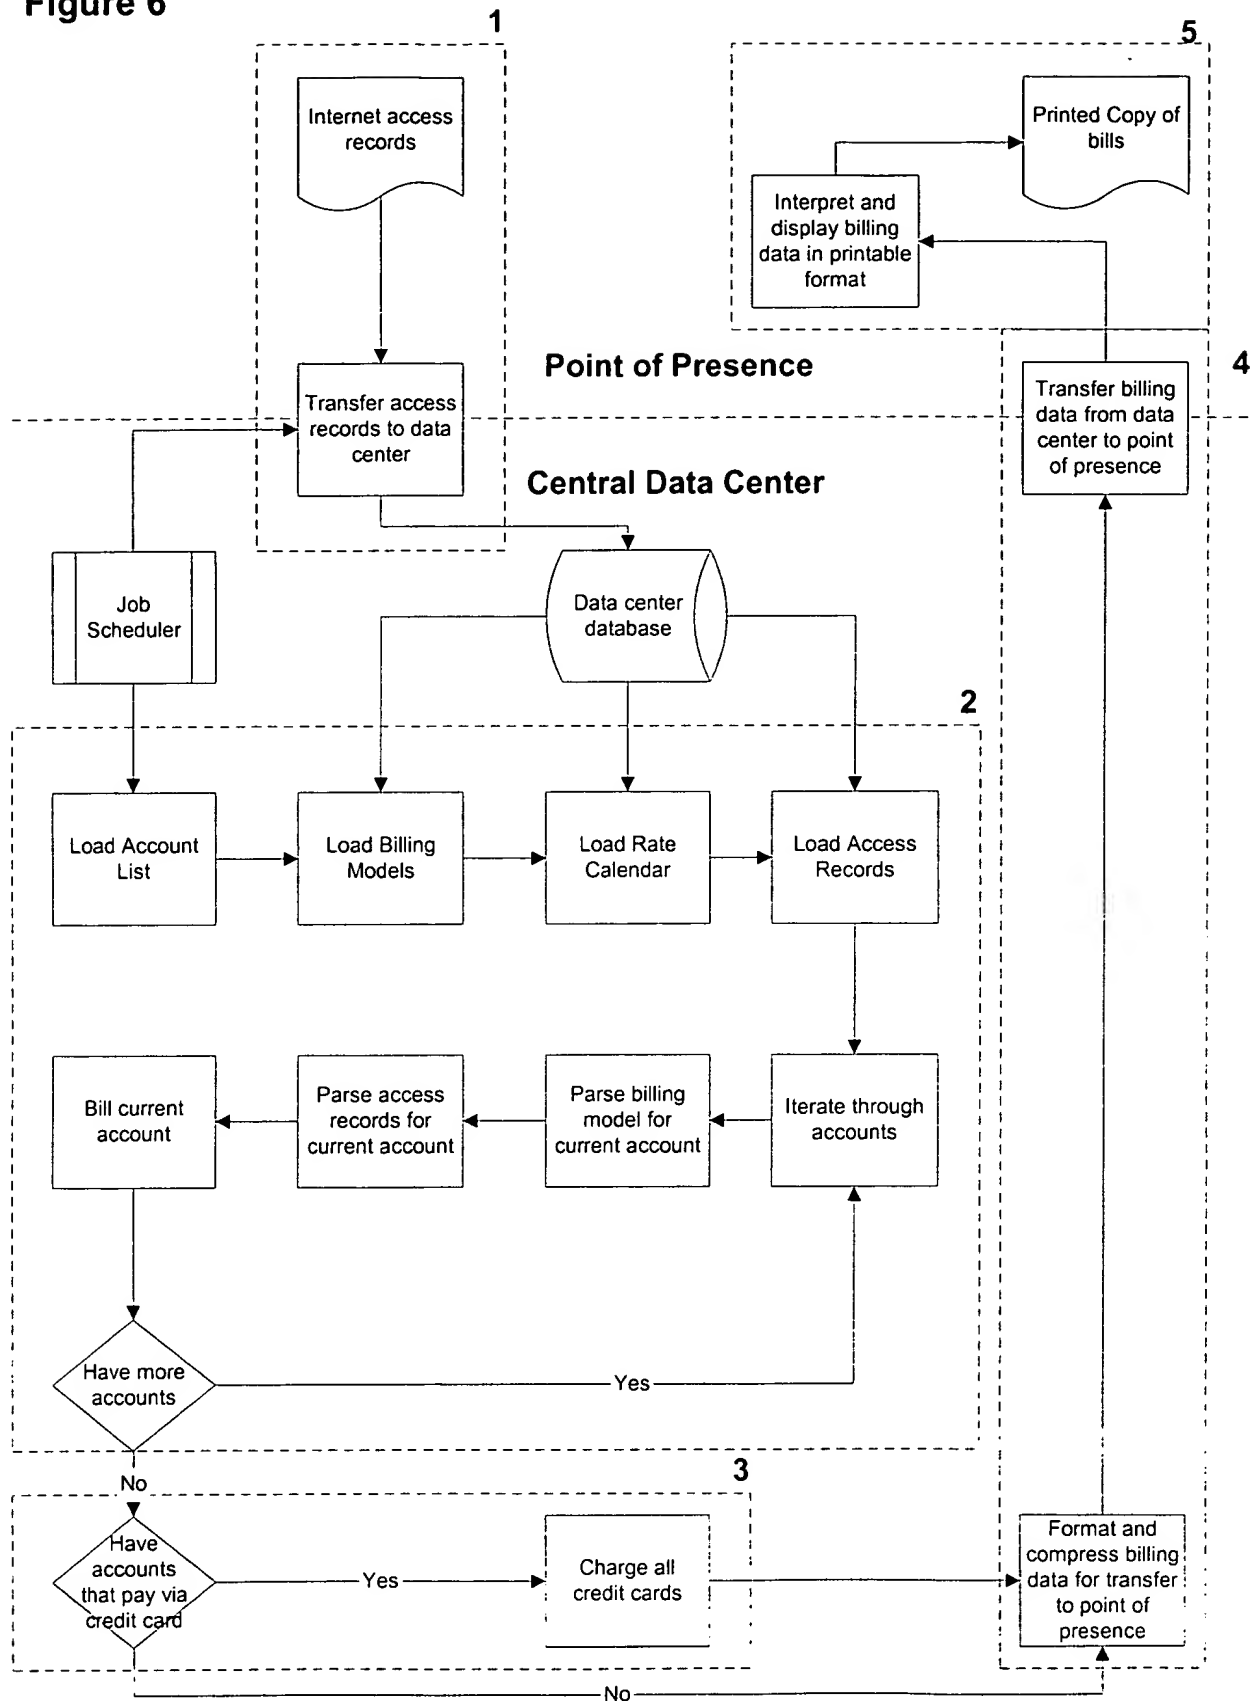 Figure 6
1
5
Internet access
records
Printed Copy of
bills
Interpret and
display billing
data in printable
format
Point of Presence
4
Transfer access
records to data
center
Transfer billing
data from data
center to point
of presence
Central Data Center
Job
Scheduler
Data center
database
2
Load Account
List
Load Billing
Models
Load Rate
Calendar
Load Access
Records
Bill current
account
Parse access
records for
current account
Parse billing
model for
current account
Iterate through
accounts
Have more
accounts
Yes
No
3
Have
accounts
that pay via
credit card
Yes
Charge all
credit cards
Format and
compress billing
data for transfer
to point of
presence
No